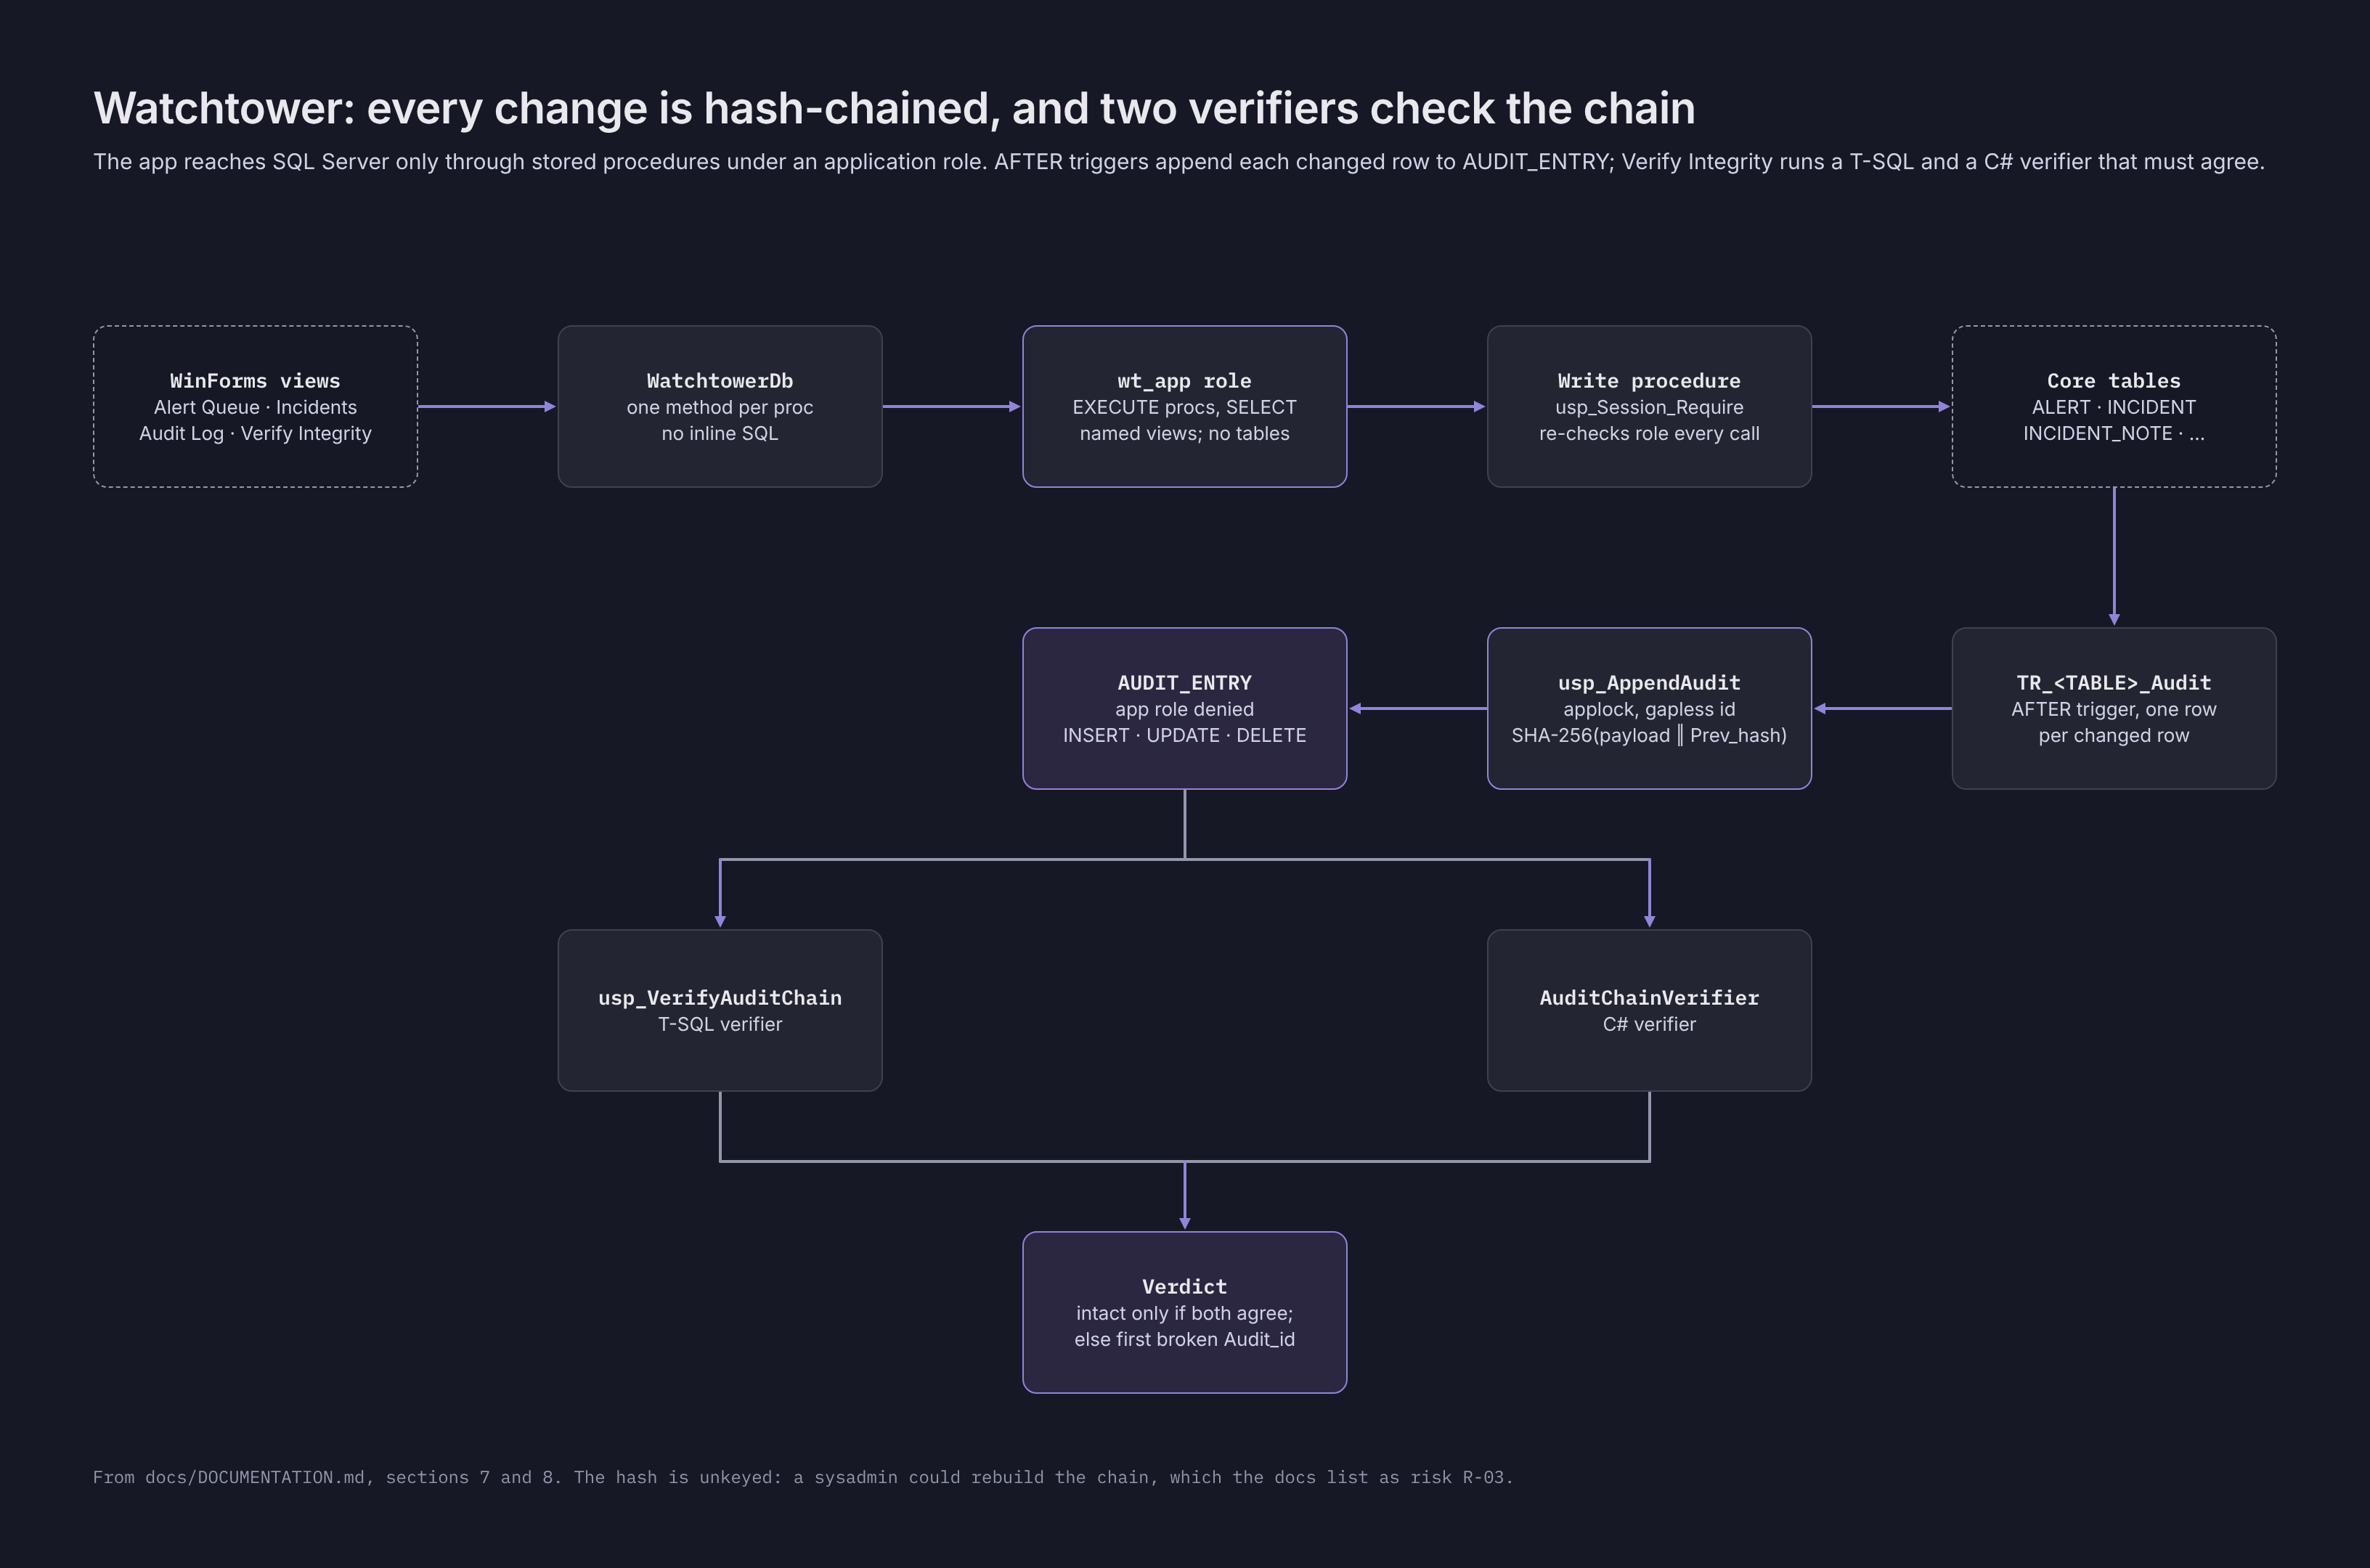 Watchtower: every change is hash-chained, and two verifiers check the chain
The app reaches SQL Server only through stored procedures under an application role. AFTER triggers append each changed row to AUDIT_ENTRY; Verify Integrity runs a T-SQL and a C# verifier that must agree.
WinForms views
Alert Queue · Incidents
Audit Log · Verify Integrity
WatchtowerDb
one method per proc
no inline SQL
wt_app role
EXECUTE procs, SELECT
named views; no tables
Write procedure
usp_Session_Require
re-checks role every call
Core tables
ALERT · INCIDENT
INCIDENT_NOTE · …
AUDIT_ENTRY
app role denied
INSERT · UPDATE · DELETE
usp_AppendAudit
applock, gapless id
SHA-256(payload ‖ Prev_hash)
TR_<TABLE>_Audit
AFTER trigger, one row
per changed row
usp_VerifyAuditChain
T-SQL verifier
AuditChainVerifier
C# verifier
Verdict
intact only if both agree;
else first broken Audit_id
From docs/DOCUMENTATION.md, sections 7 and 8. The hash is unkeyed: a sysadmin could rebuild the chain, which the docs list as risk R-03.